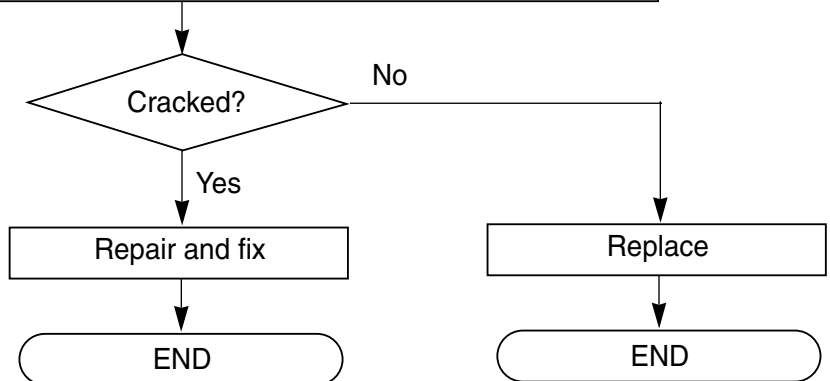 Cracked?
No
Yes
Repair and fix
Replace
END
END